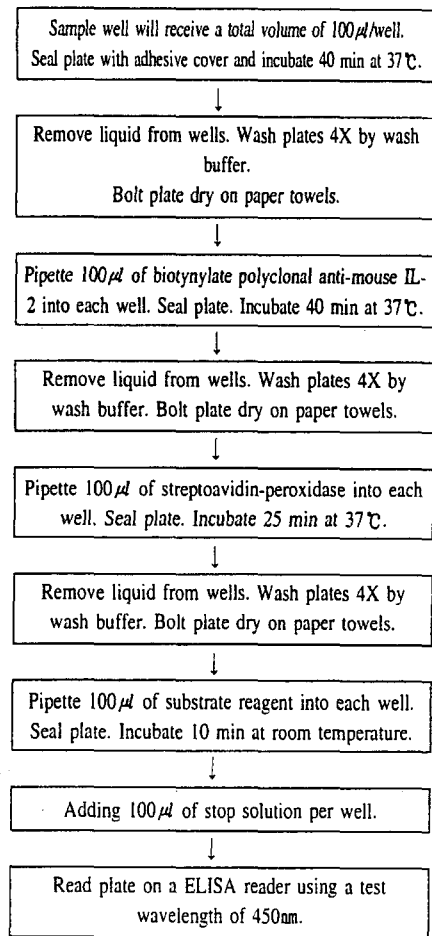 Sample well will receive a total volume of 100㎕/well.
Seal plate with adhesive cover and incubate 40 min at 37℃.
Remove liquid from wells. Wash plates 4X by wash
buffer.
Bolt plate dry on paper towels.
Pipette 100㎕ of biotynylate polyclonal anti-mouse IL-
2 into each well. Seal plate. Incubate 40 min at 37℃.
Remove liquid from wells. Wash plates 4X by
wash buffer. Bolt plate dry on paper towels.
Pipette 100㎕ of streptoavidin-peroxidase into each
well. Seal plate. Incubate 25 min at 37℃.
Remove liquid from wells. Wash plates 4X by
wash buffer. Bolt plate dry on paper towels.
Pipette 100㎕ of substrate reagent into each well.
Seal plate. Incubate 10 min at room temperature.
Adding 100㎕ of stop solution per well.
Read plate on a ELISA reader using a test
wavelength of 450㎚.